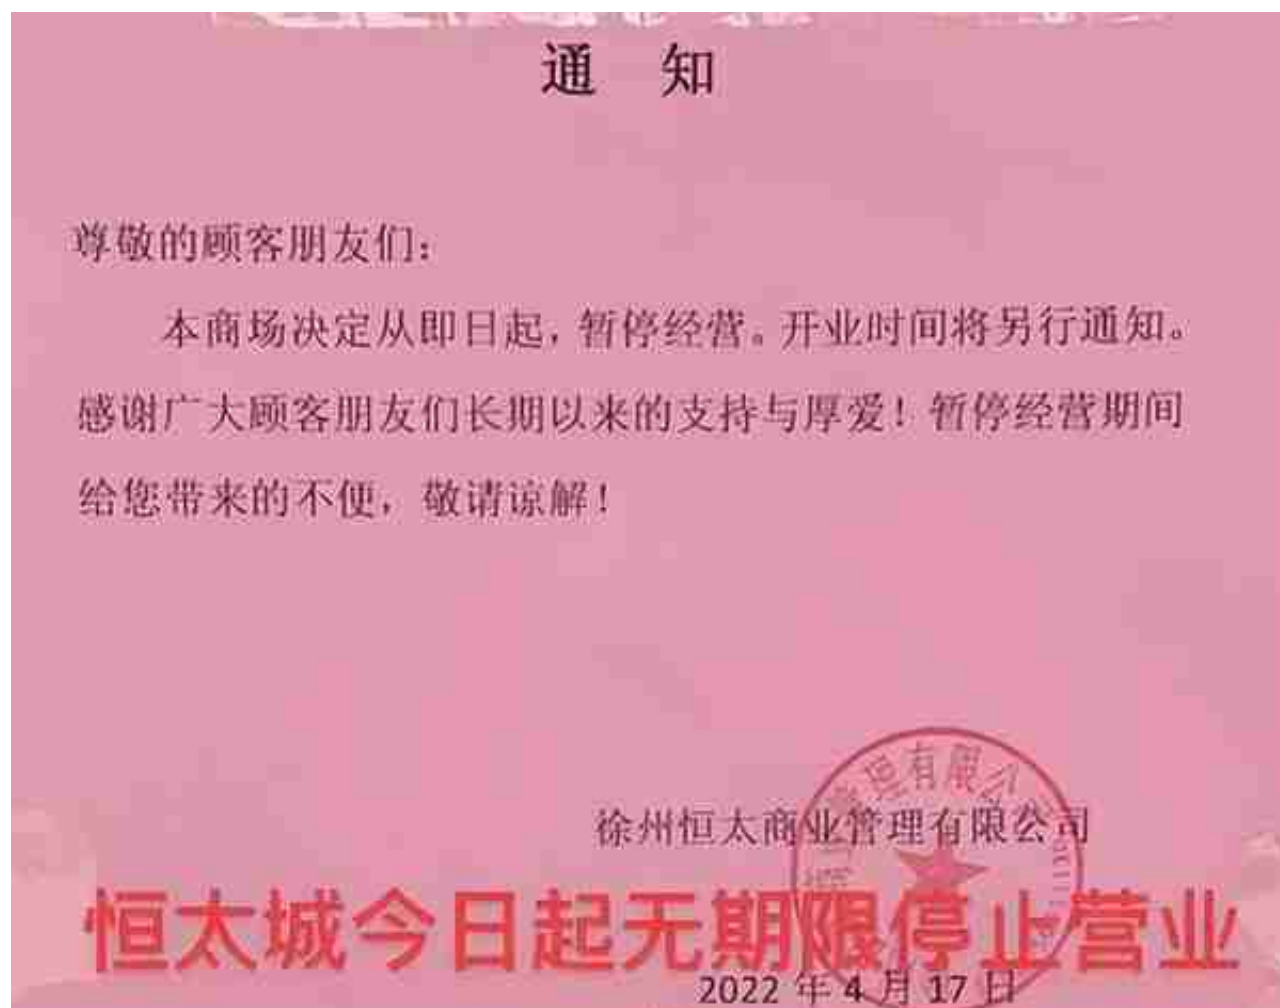 通 知
尊敬的顾客朋友们：
本商场决定从即日起，暂停经营。开业时间将另行通知。
感谢广大顾客朋友们长期以来的支持与厚爱！暂停经营期间
给您带来的不便，敬请谅解！
管理有限公
徐州恒太商业管理有限公司
恒太城今日起无期限停止营业
2022 年 4 月 17 日